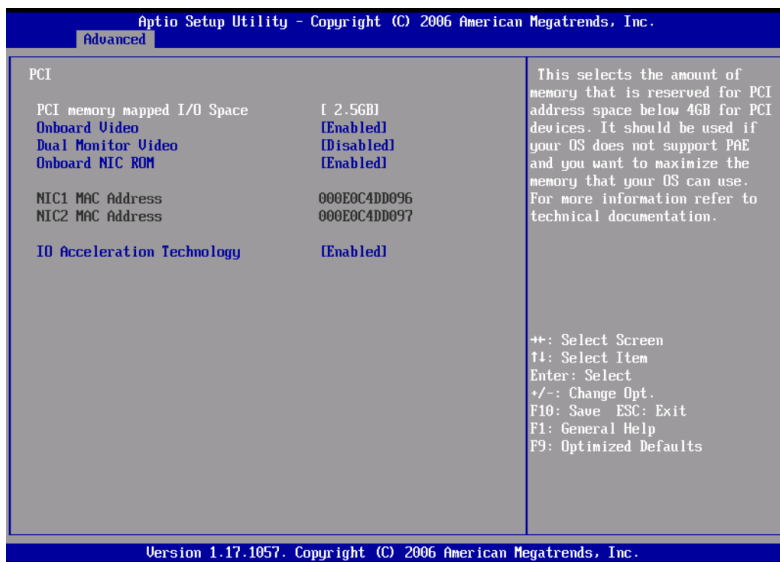 Aptio Setup Utility - Copyright (C) 2006 American Megatrends, Inc.
Advanced
PCI
PCI memory mapped I/O Space [ 2.5GB]
Onboard Video [Enabled]
Dual Monitor Video [Disabled]
Onboard NIC ROM [Enabled]
NIC1 MAC Address 000E0C4DD096
NIC2 MAC Address 000E0C4DD097
IO Acceleration Technology [Enabled]
This selects the amount of
memory that is reserved for PCI
address space below 4GB for PCI
devices. It should be used if
your OS does not support PAE
and you want to maximize the
memory that your OS can use.
For more information refer to
technical documentation.
→←: Select Screen
↑↓: Select Item
Enter: Select
+/-: Change Opt.
F10: Save ESC: Exit
F1: General Help
F9: Optimized Defaults
Version 1.17.1057. Copyright (C) 2006 American Megatrends, Inc.